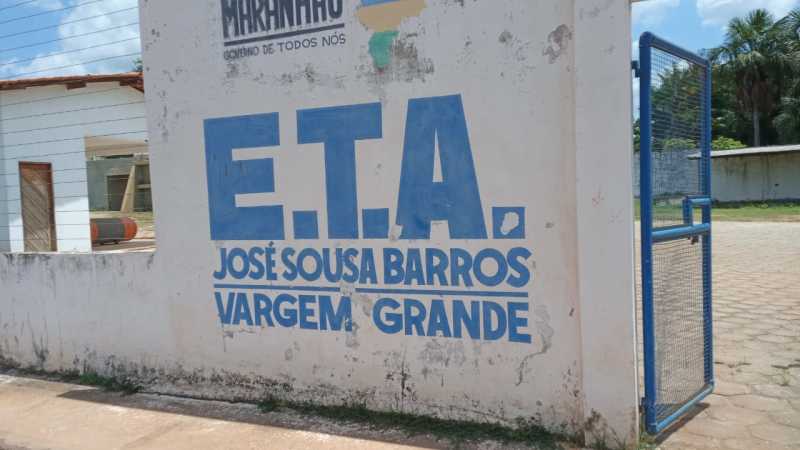 MARANHÃO
GOVERNO DE TODOS NÓS
E.T.A.
JOSÉ SOUSA BARROS
VARGEM GRANDE